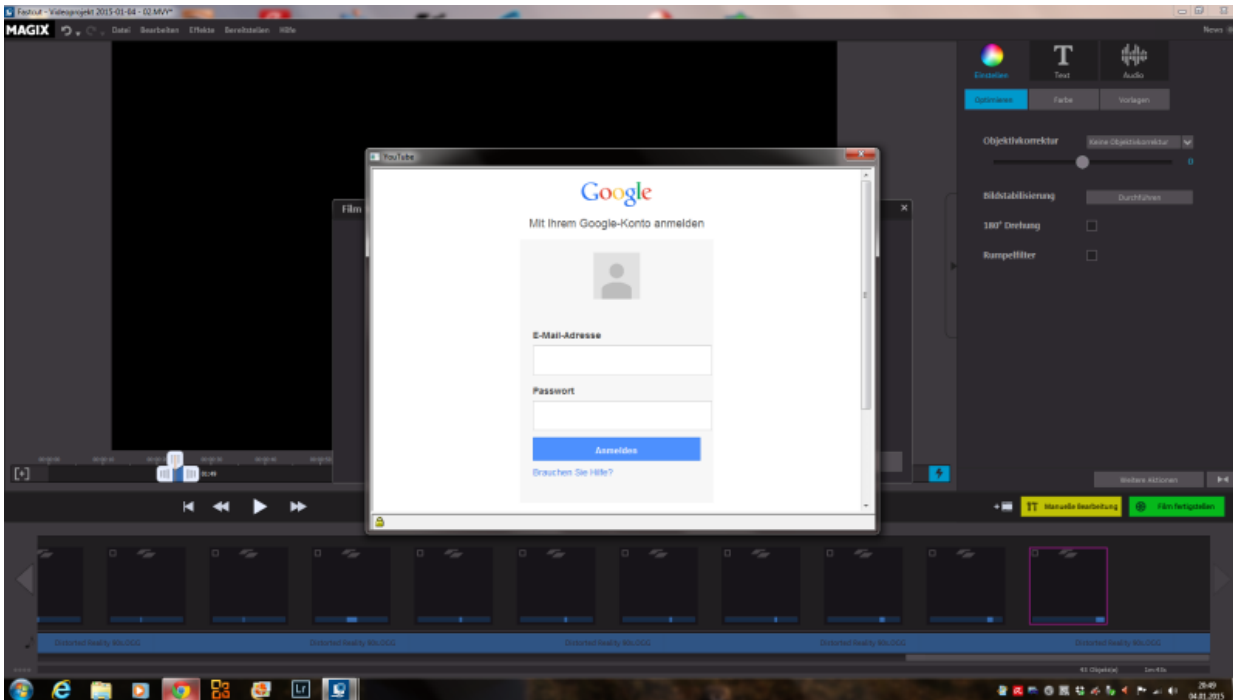 Fastcut - Videoprojekt 2015-01-04 - 02.MVY*
MAGIX Datei Bearbeiten Effekte Bereitstellen Hilfe News
Einstellen Text Audio
Optimieren Farbe Vorlagen
Objektivkorrektur Keine Objektivkorrektur
0
Bildstabilisierung Durchführen
180° Drehung
Rumpelfilter
Film
YouTube
Google
Mit Ihrem Google-Konto anmelden
E-Mail-Adresse
Passwort
Anmelden
Brauchen Sie Hilfe?
Weitere Aktionen
Manuelle Bearbeitung Film fertigstellen
Distorted Reality 90s.OGG Distorted Reality 90s.OGG Distorted Reality 90s.OGG Distorted Reality 90s.OGG Distorted Reality 90s.OGG
Lr
20:49
04.01.2015